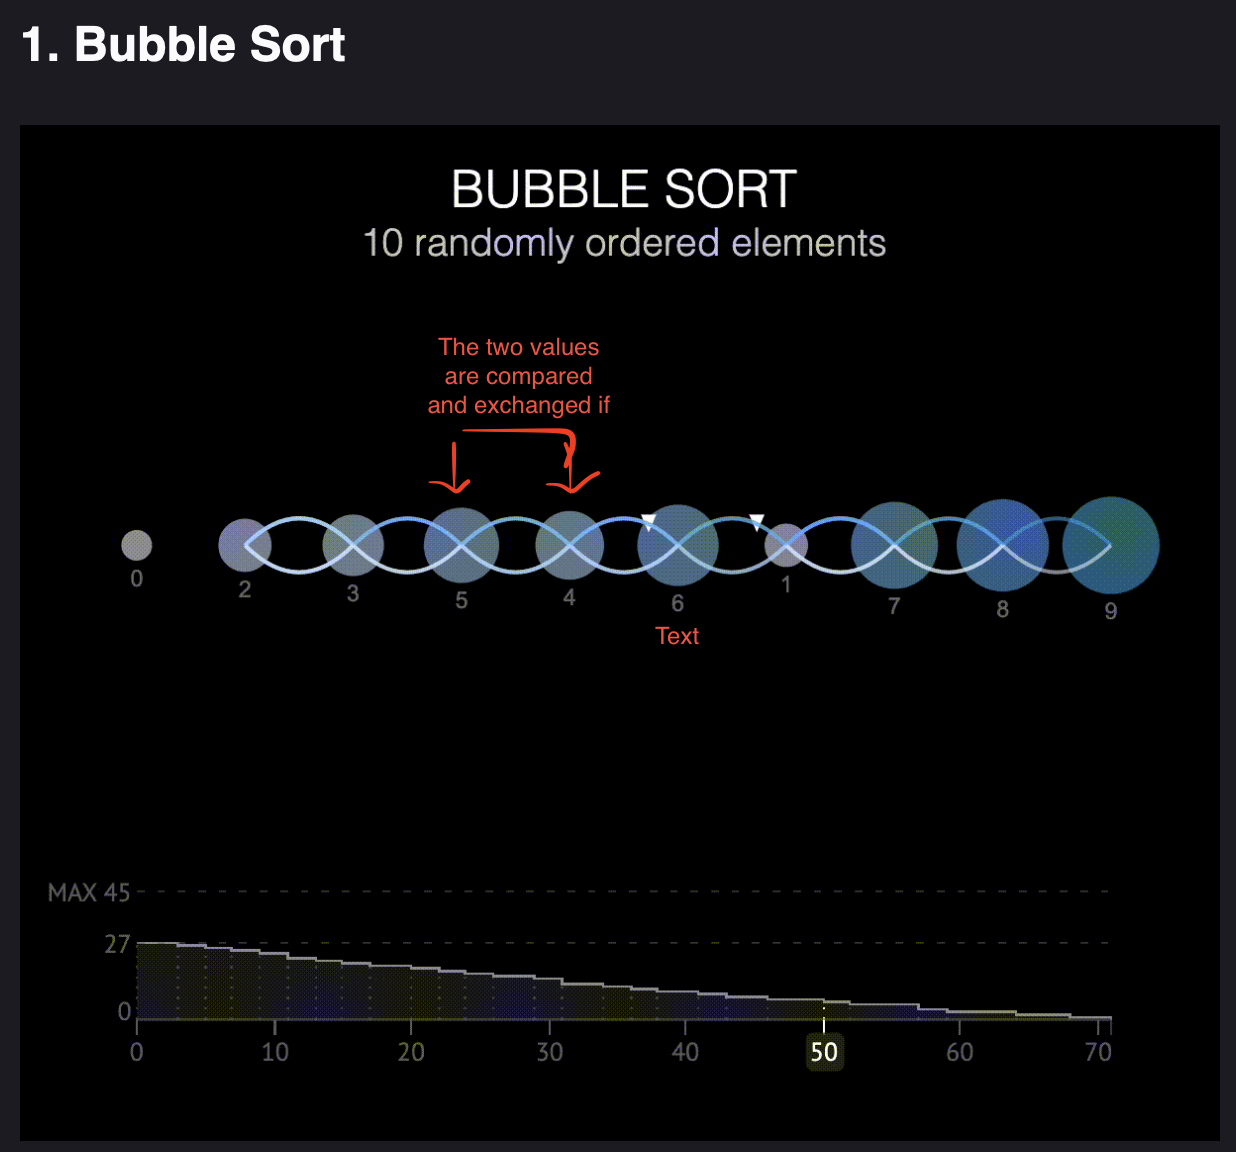 1. Bubble Sort
BUBBLE SORT
10 randomly ordered elements
The two values
are compared
and exchanged if
0
2
3
5
4
6
1
7
8
9
Text
MAX 45
27
0
0 10 20 30 40 50 60 70